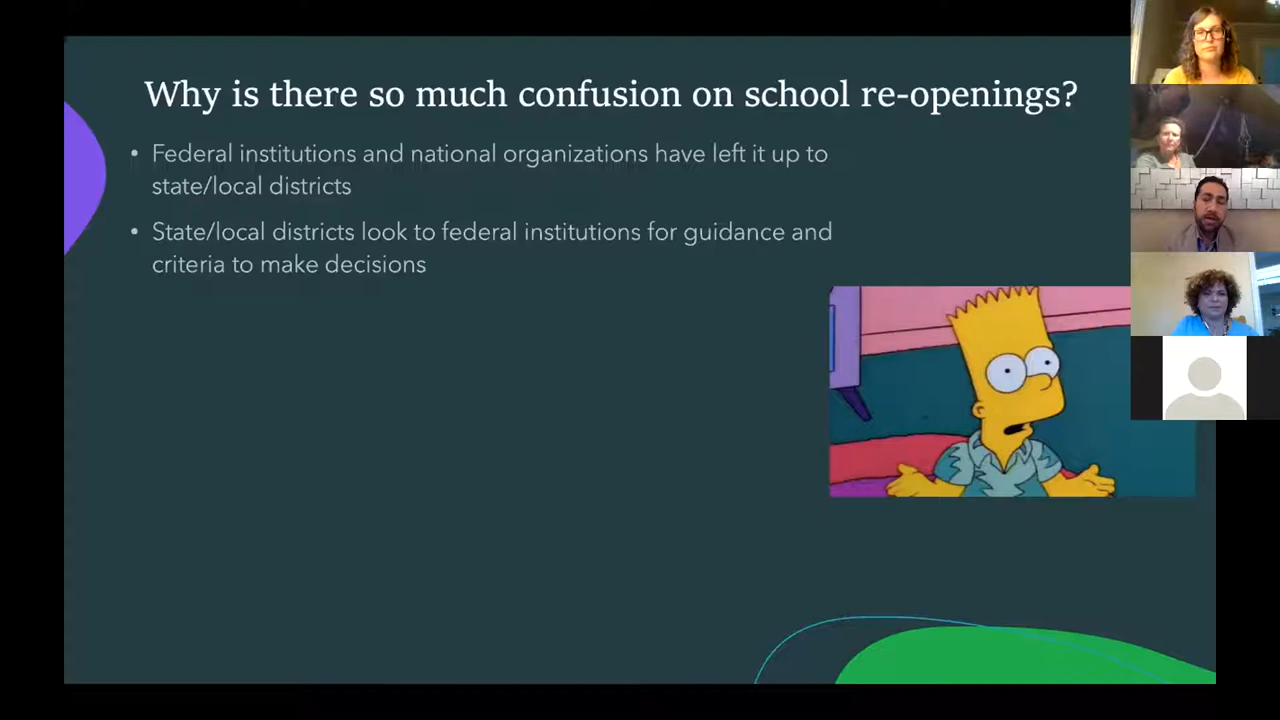 Why is there so much confusion on school re-openings?
• Federal institutions and national organizations have left it up to
state/local districts
• State/local districts look to federal institutions for guidance and
criteria to make decisions